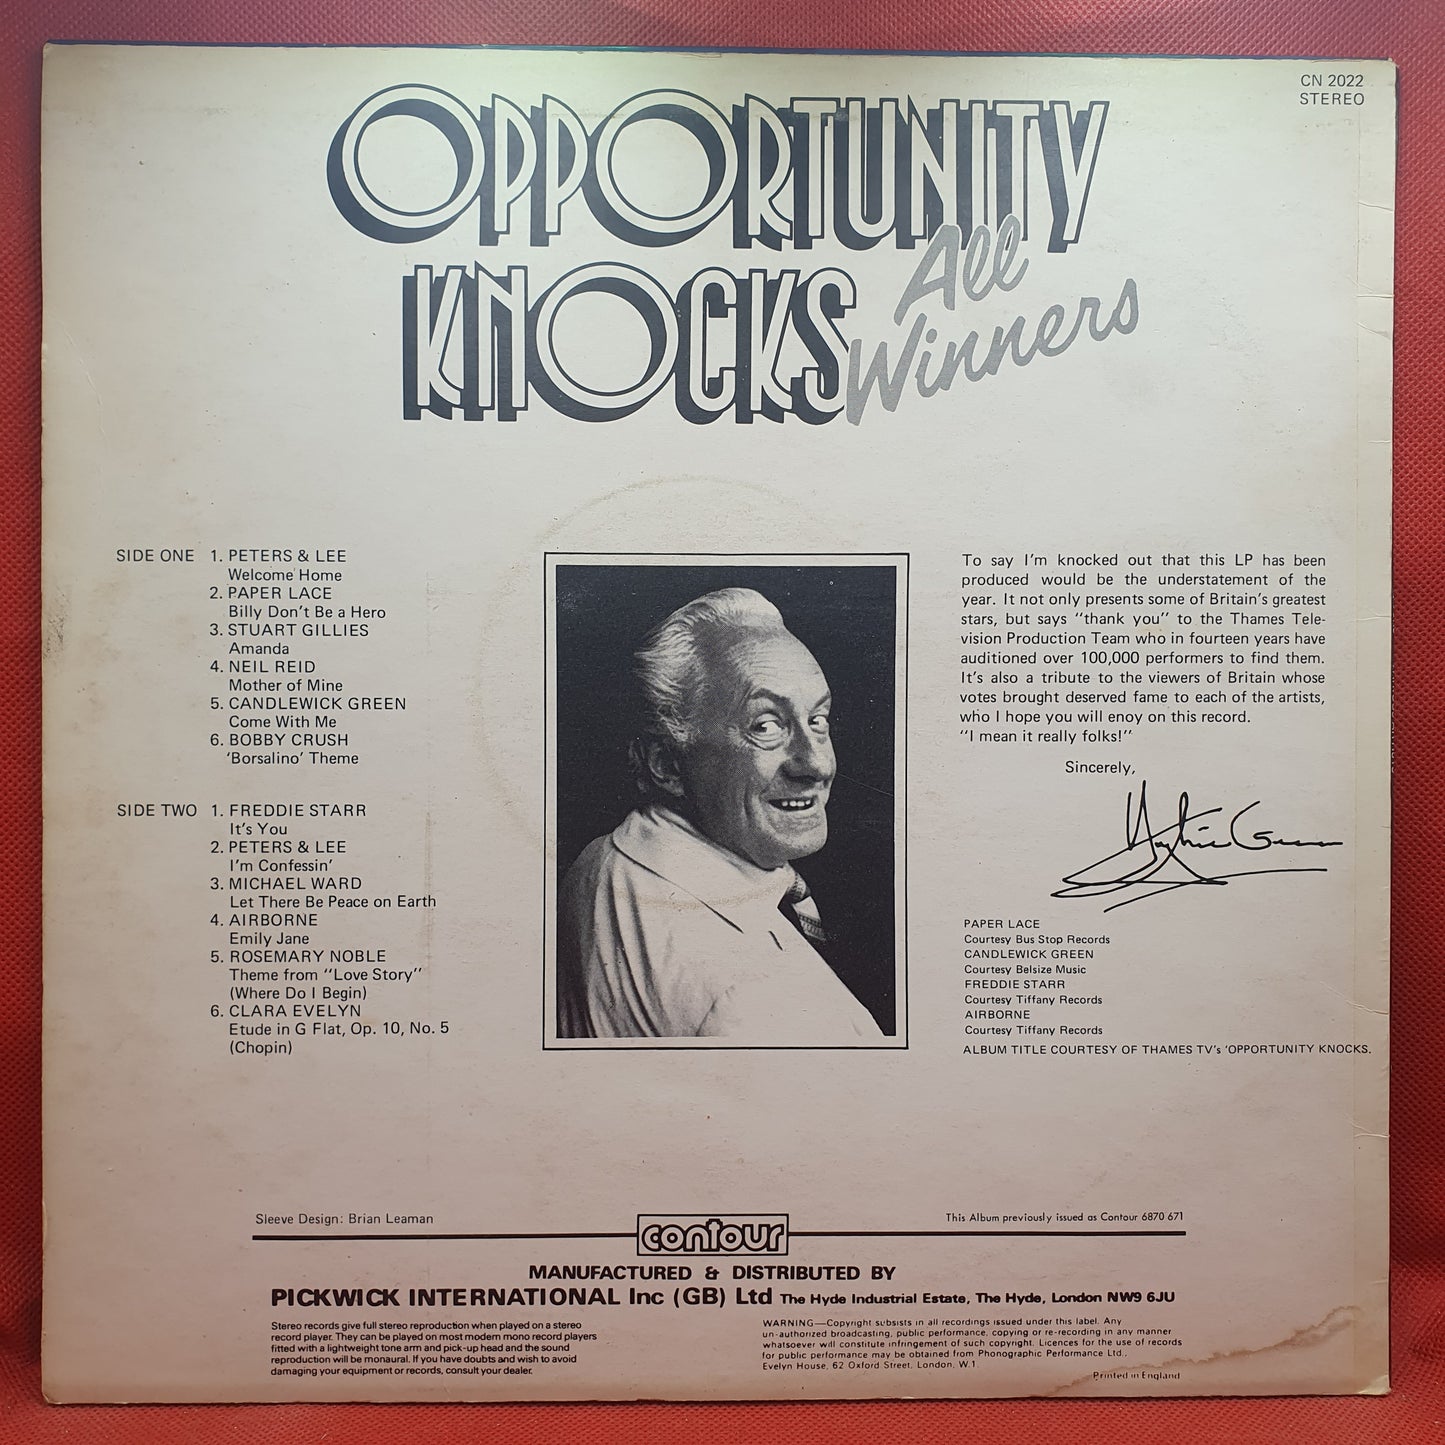 CN 2022
STEREO
OPPORTUNITY
KNOCKS
All
Winners
SIDE ONE 1. PETERS & LEE
Welcome Home
2. PAPER LACE
Billy Don't Be a Hero
3. STUART GILLIES
Amanda
4. NEIL REID
Mother of Mine
5. CANDLEWICK GREEN
Come With Me
6. BOBBY CRUSH
'Borsalino' Theme
SIDE TWO 1. FREDDIE STARR
It's You
2. PETERS & LEE
I'm Confessin'
3. MICHAEL WARD
Let There Be Peace on Earth
4. AIRBORNE
Emily Jane
5. ROSEMARY NOBLE
Theme from "Love Story"
(Where Do I Begin)
6. CLARA EVELYN
Etude in G Flat, Op. 10, No. 5
(Chopin)
To say I'm knocked out that this LP has been
produced would be the understatement of the
year. It not only presents some of Britain's greatest
stars, but says "thank you" to the Thames Tele-
vision Production Team who in fourteen years have
auditioned over 100,000 performers to find them.
It's also a tribute to the viewers of Britain whose
votes brought deserved fame to each of the artists,
who I hope you will enoy on this record.
"I mean it really folks!"
Sincerely,
Hughie Green
PAPER LACE
Courtesy Bus Stop Records
CANDLEWICK GREEN
Courtesy Belsize Music
FREDDIE STARR
Courtesy Tiffany Records
AIRBORNE
Courtesy Tiffany Records
ALBUM TITLE COURTESY OF THAMES TV's 'OPPORTUNITY KNOCKS.
Sleeve Design: Brian Leaman
This Album previously issued as Contour 6870 671
contour
MANUFACTURED & DISTRIBUTED BY
PICKWICK INTERNATIONAL Inc (GB) Ltd The Hyde Industrial Estate, The Hyde, London NW9 6JU
Stereo records give full stereo reproduction when played on a stereo
record player. They can be played on most modern mono record players
fitted with a lightweight tone arm and pick-up head and the sound
reproduction will be monaural. If you have doubts and wish to avoid
damaging your equipment or records, consult your dealer.
WARNING—Copyright subsists in all recordings issued under this label. Any
un-authorized broadcasting, public performance, copying or re-recording in any manner
whatsoever will constitute infringement of such copyright. Licences for the use of records
for public performance may be obtained from Phonographic Performance Ltd.,
Evelyn House, 62 Oxford Street, London, W.1.
Printed in England